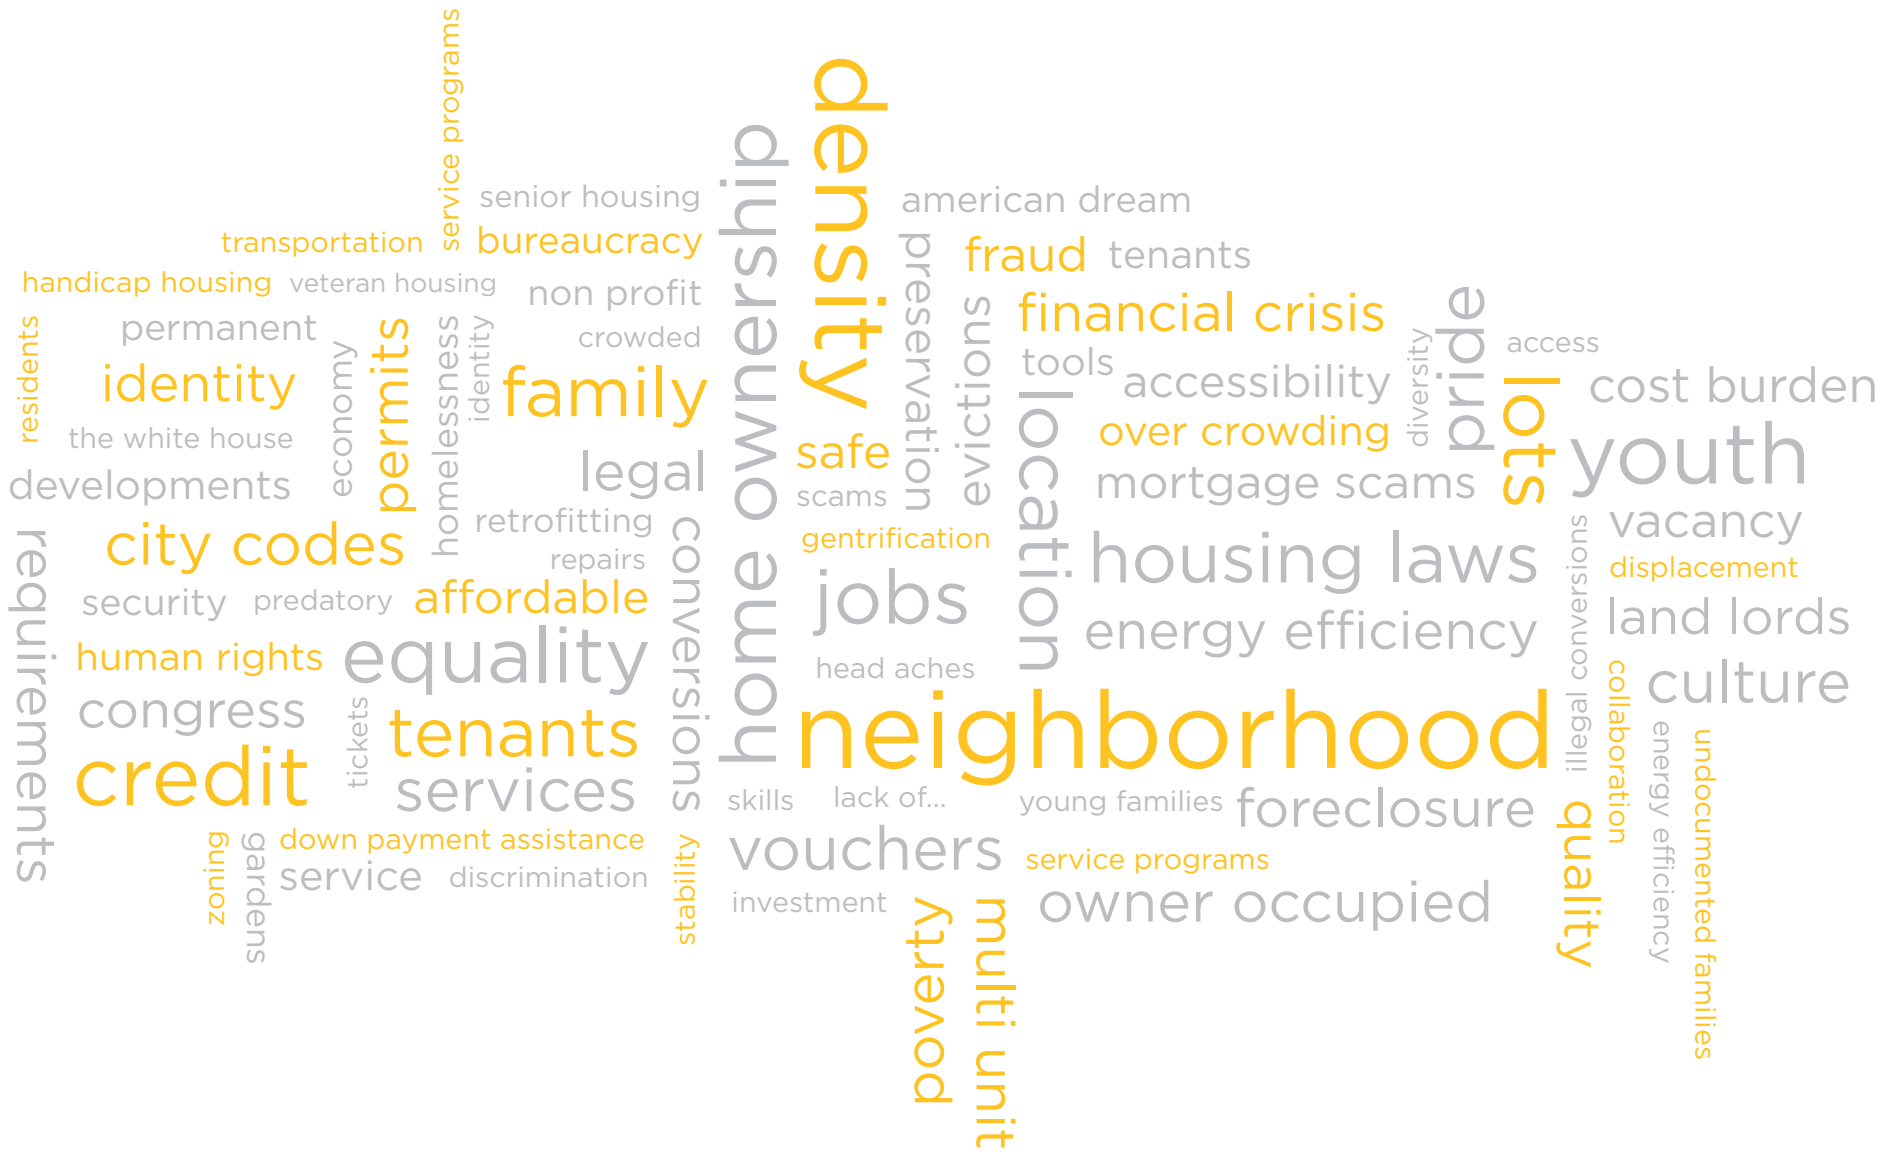 service programs
density
home ownership
senior housing
american dream
transportation
bureaucracy
preservation
fraud
tenants
handicap housing
veteran housing
non profit
evictions
financial crisis
pride
residents
permanent
economy
permits
homelessness
identity
crowded
tools
diversity
access
identity
family
location
accessibility
lots
cost burden
the white house
safe
over crowding
youth
developments
legal
scams
mortgage scams
requirements
city codes
retrofitting
conversions
gentrification
housing laws
illegal conversions
vacancy
repairs
displacement
security
predatory
affordable
jobs
energy efficiency
land lords
human rights
equality
head aches
collaboration
culture
congress
tickets
tenants
neighborhood
energy efficiency
undocumented families
credit
services
skills
lack of...
young families
foreclosure
quality
zoning
gardens
down payment assistance
stability
vouchers
service programs
service
discrimination
investment
owner occupied
poverty
multi unit